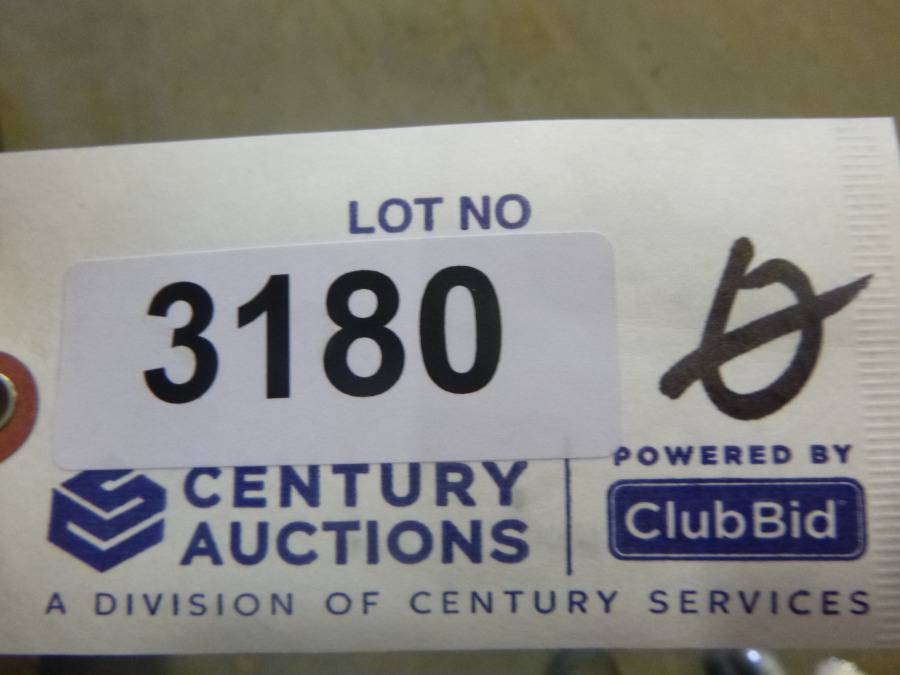 LOT NO
3180
POWERED BY
CENTURY
AUCTIONS
ClubBid
A DIVISION OF CENTURY SERVICES